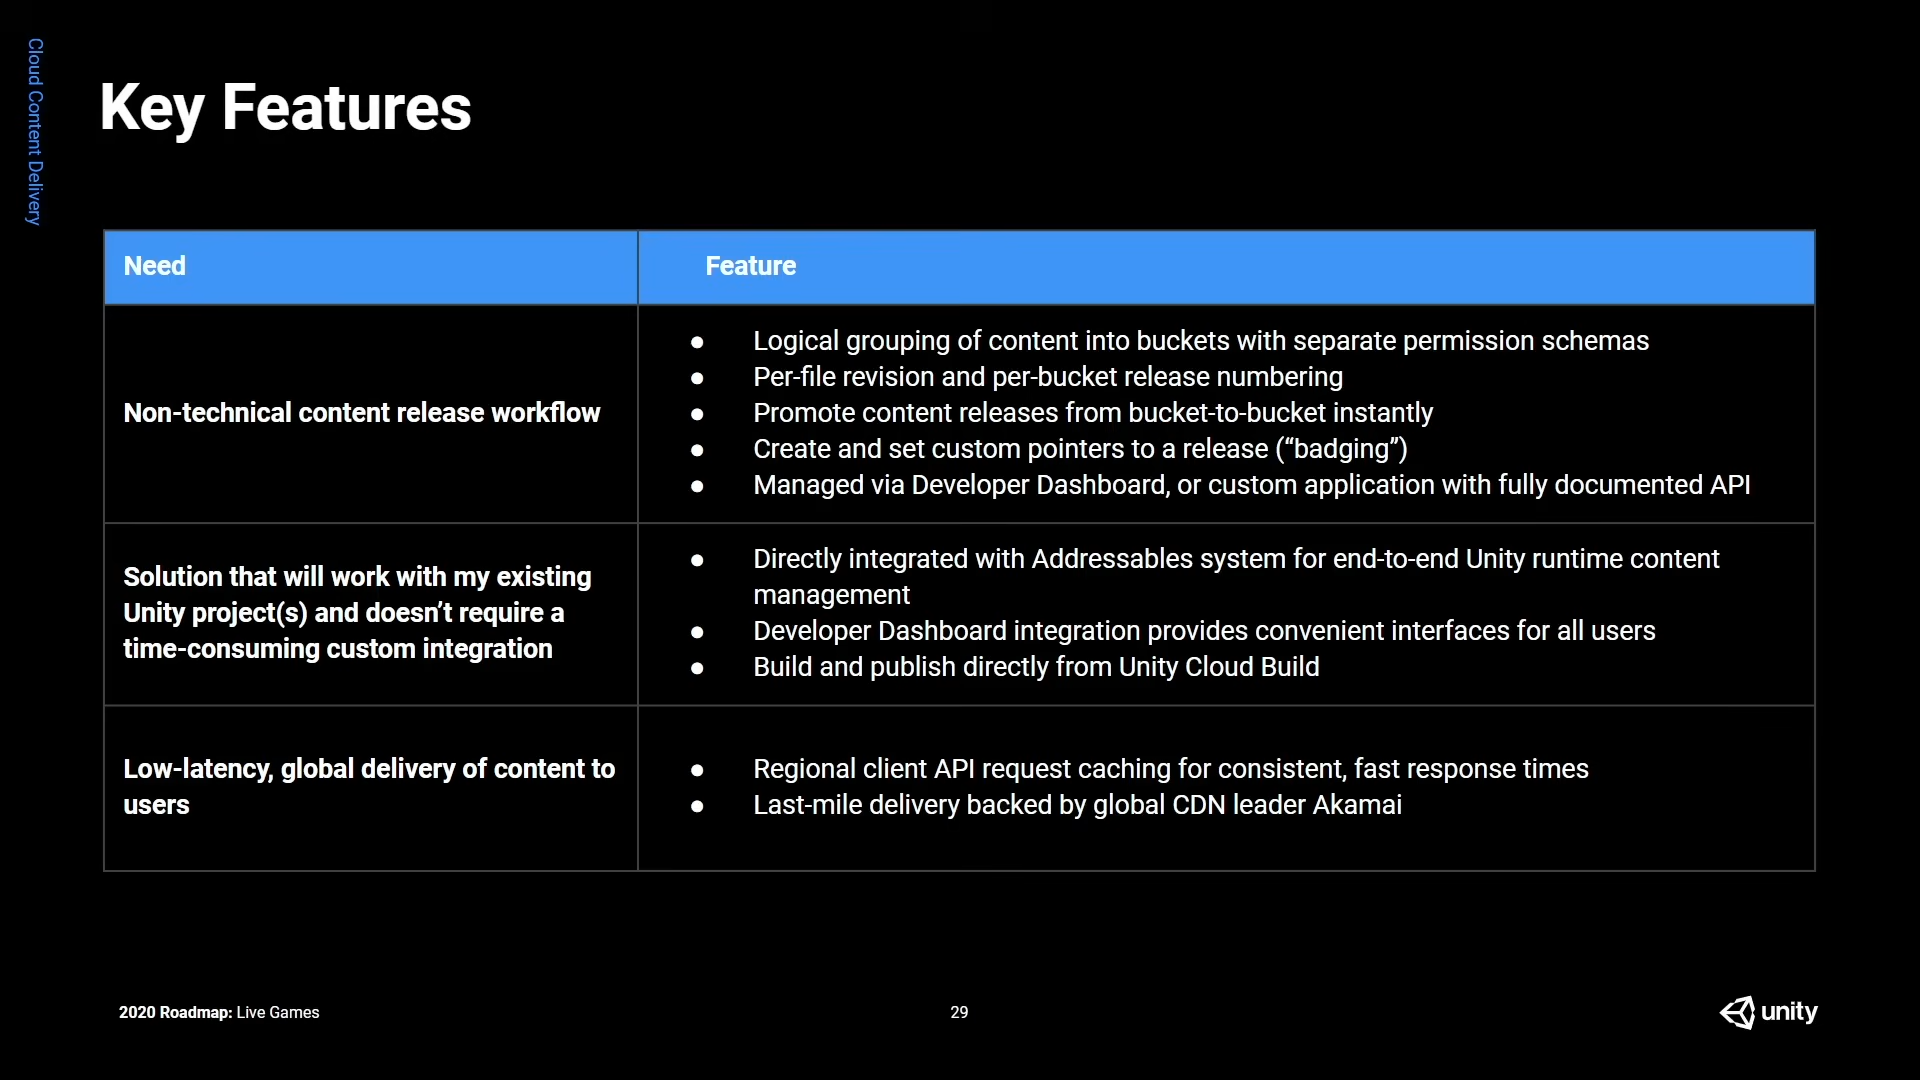 Cloud Content Delivery
Key Features
Need
Feature
Non-technical content release workflow
● Logical grouping of content into buckets with separate permission schemas
● Per-file revision and per-bucket release numbering
● Promote content releases from bucket-to-bucket instantly
● Create and set custom pointers to a release (“badging”)
● Managed via Developer Dashboard, or custom application with fully documented API
Solution that will work with my existing
Unity project(s) and doesn’t require a
time-consuming custom integration
● Directly integrated with Addressables system for end-to-end Unity runtime content
management
● Developer Dashboard integration provides convenient interfaces for all users
● Build and publish directly from Unity Cloud Build
Low-latency, global delivery of content to
users
● Regional client API request caching for consistent, fast response times
● Last-mile delivery backed by global CDN leader Akamai
2020 Roadmap: Live Games
29
unity